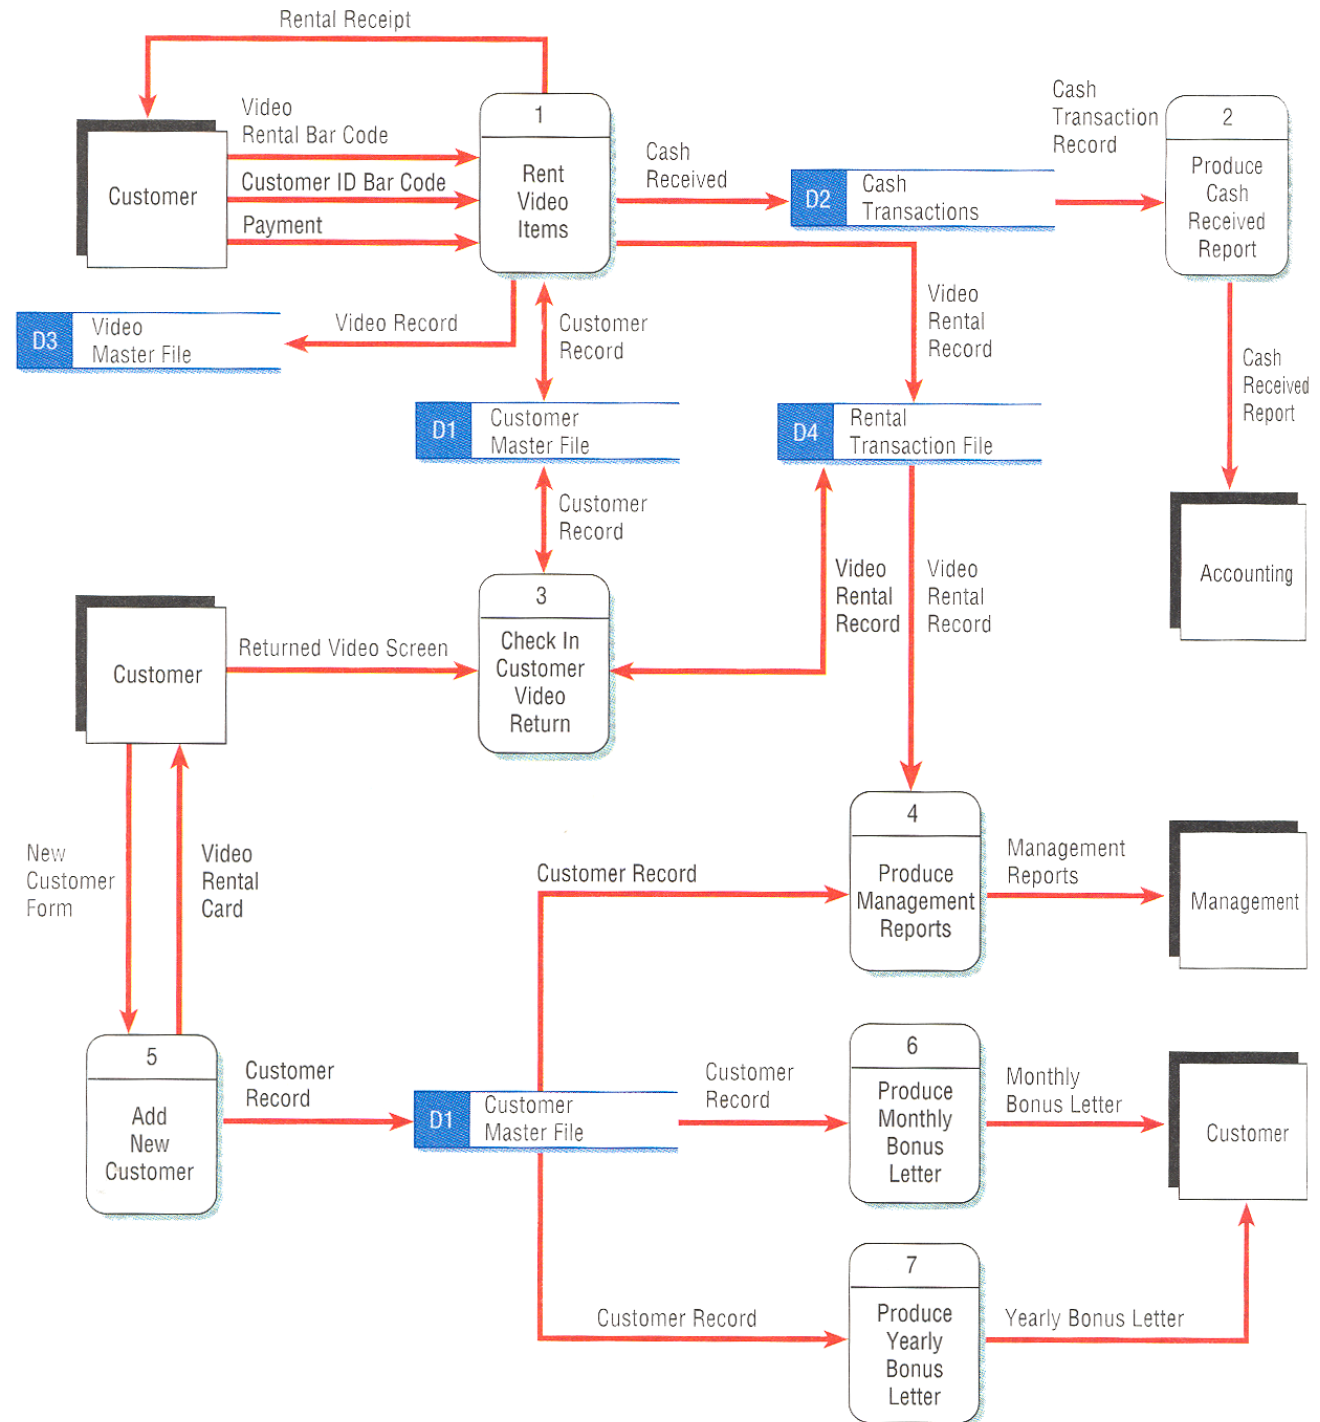 Rental Receipt
Video
Rental Bar Code
Customer ID Bar Code
Payment
Customer
1
Rent
Video
Items
Cash
Received
D2
Cash
Transactions
Cash
Transaction
Record
2
Produce
Cash
Received
Report
D3
Video
Master File
Video Record
Customer
Record
Video
Rental
Record
Cash
Received
Report
D1
Customer
Master File
D4
Rental
Transaction File
Customer
Record
Accounting
Customer
Returned Video Screen
3
Check In
Customer
Video
Return
Video
Rental
Record
Video
Rental
Record
New
Customer
Form
Video
Rental
Card
Customer Record
4
Produce
Management
Reports
Management
Reports
Management
5
Add
New
Customer
Customer
Record
D1
Customer
Master File
Customer
Record
6
Produce
Monthly
Bonus
Letter
Monthly
Bonus Letter
Customer
Customer Record
7
Produce
Yearly
Bonus
Letter
Yearly Bonus Letter